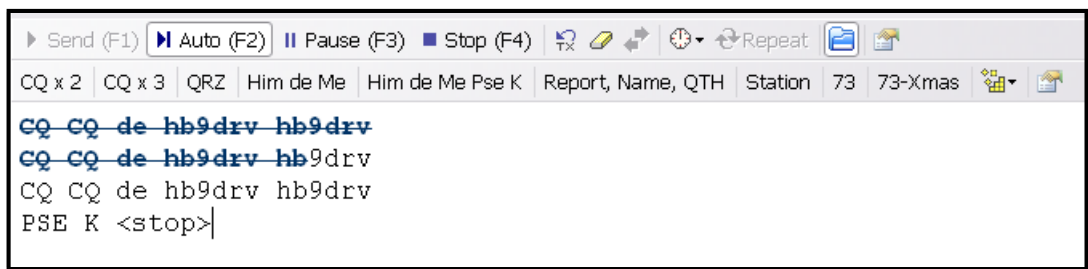 Send (F1) Auto (F2) Pause (F3) Stop (F4) TX Repeat
CQ x 2 CQ x 3 QRZ Him de Me Him de Me Pse K Report, Name, QTH Station 73 73-Xmas
CQ CQ de hb9drv hb9drv
CQ CQ de hb9drv hb9drv
CQ CQ de hb9drv hb9drv
PSE K <stop>